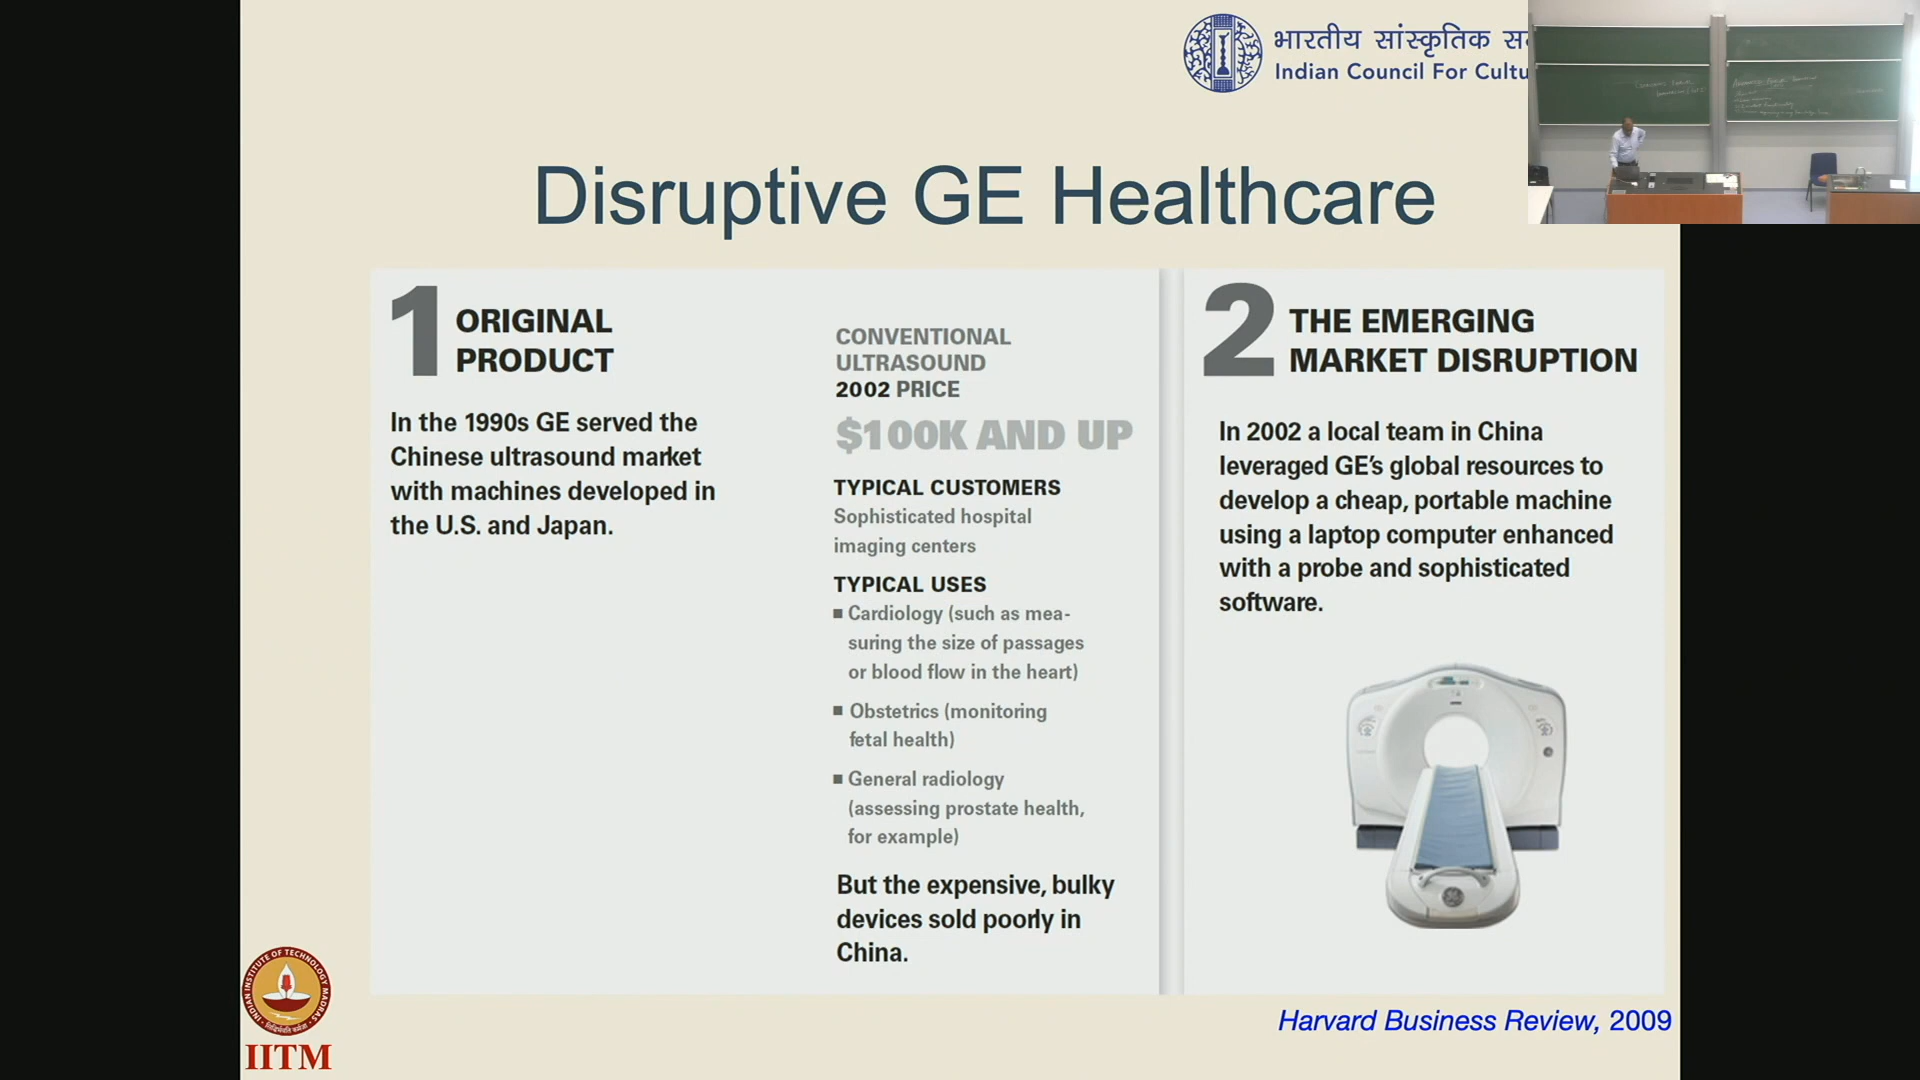 भारतीय सांस्कृतिक
Indian Council For
Disruptive GE Healthcare
1 ORIGINAL
PRODUCT
In the 1990s GE served the
Chinese ultrasound market
with machines developed in
the U.S. and Japan.
CONVENTIONAL
ULTRASOUND
2002 PRICE
$100K AND UP
TYPICAL CUSTOMERS
Sophisticated hospital
imaging centers
TYPICAL USES
■ Cardiology (such as mea-
suring the size of passages
or blood flow in the heart)
■ Obstetrics (monitoring
fetal health)
■ General radiology
(assessing prostate health,
for example)
But the expensive, bulky
devices sold poorly in
China.
2 THE EMERGING
MARKET DISRUPTION
In 2002 a local team in China
leveraged GE's global resources to
develop a cheap, portable machine
using a laptop computer enhanced
with a probe and sophisticated
software.
Harvard Business Review, 2009
INDIAN INSTITUTE OF TECHNOLOGY MADRAS
IITM